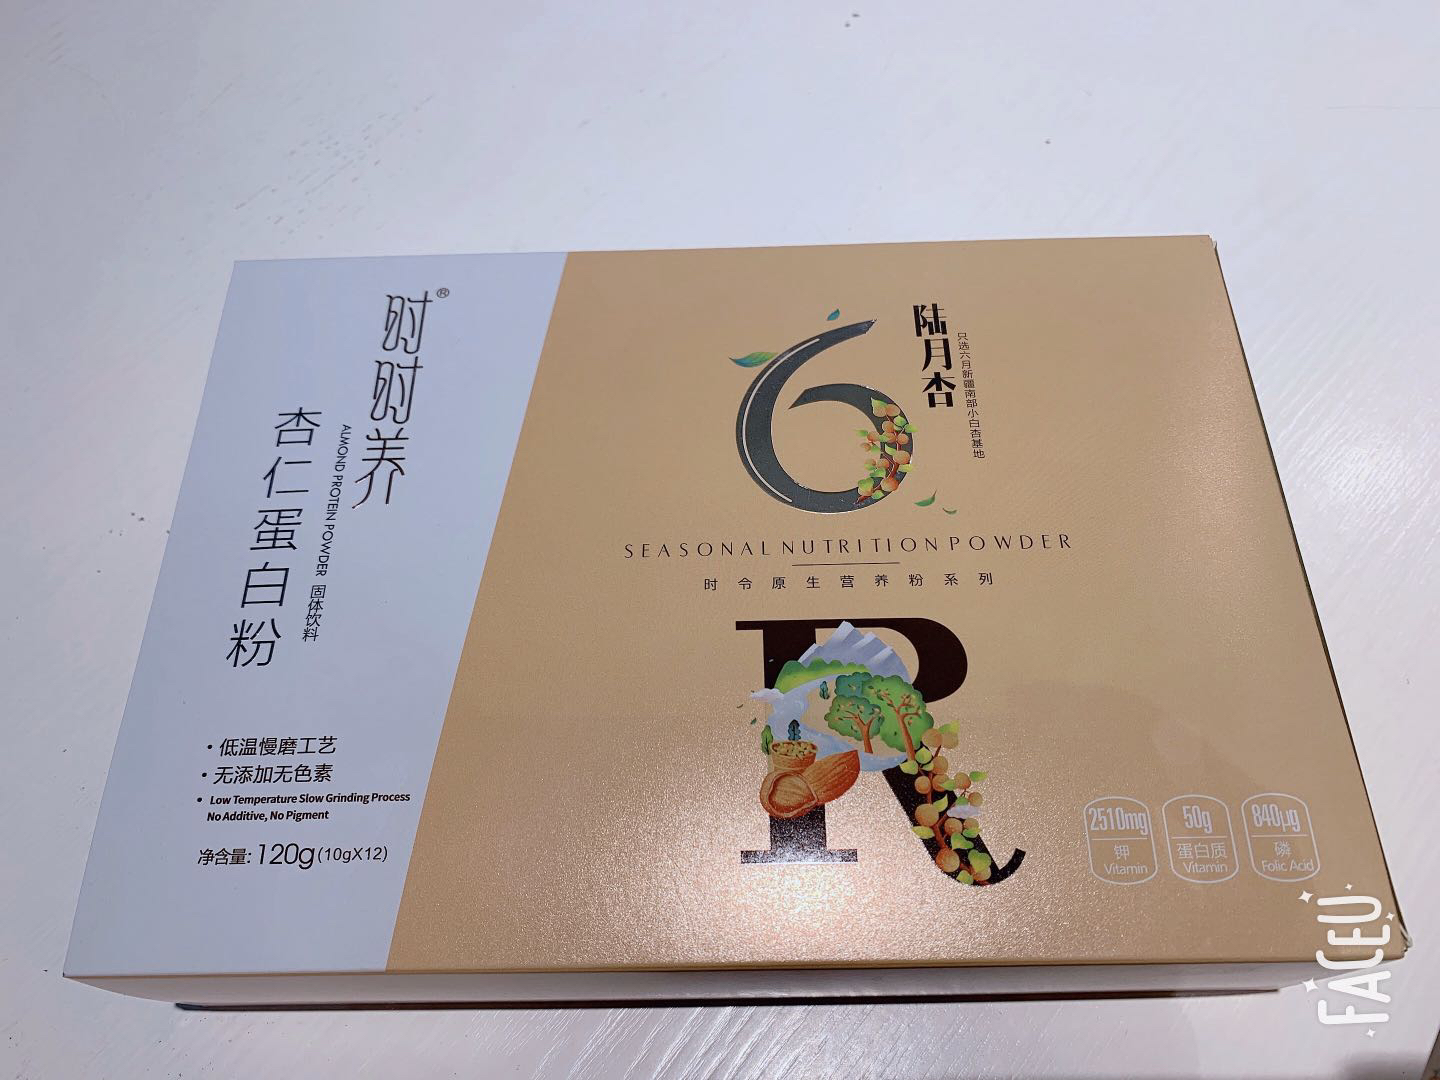 时时养®
杏仁蛋白粉
ALMOND PROTEIN POWDER 固体饮料
• 低温慢磨工艺
• 无添加无色素
• Low Temperature Slow Grinding Process
No Additive, No Pigment
净含量: 120g(10gX12)
6
陆月杏
只选六月新疆南部小白杏基地
SEASONAL NUTRITION POWDER
时令原生营养粉系列
R
2510mg
钾
Vitamin
50g
蛋白质
Vitamin
840μg
磷
Folic Acid
FACEU